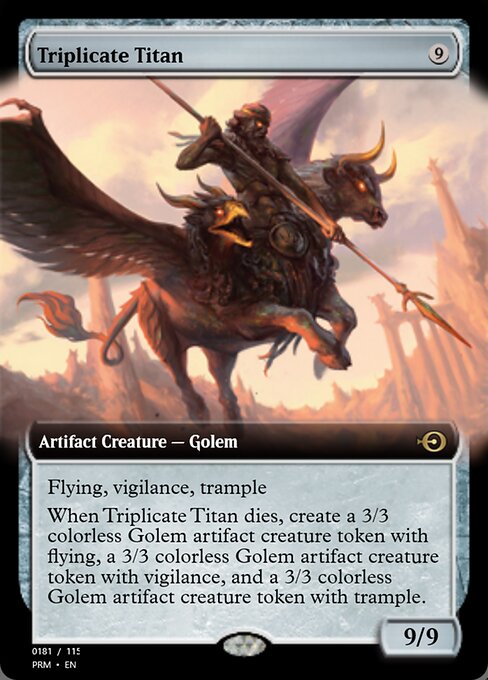 Triplicate Titan 9
Artifact Creature — Golem
Flying, vigilance, trample
When Triplicate Titan dies, create a 3/3
colorless Golem artifact creature token with
flying, a 3/3 colorless Golem artifact creature
token with vigilance, and a 3/3 colorless
Golem artifact creature token with trample.
9/9
0181 / 115
PRM • EN